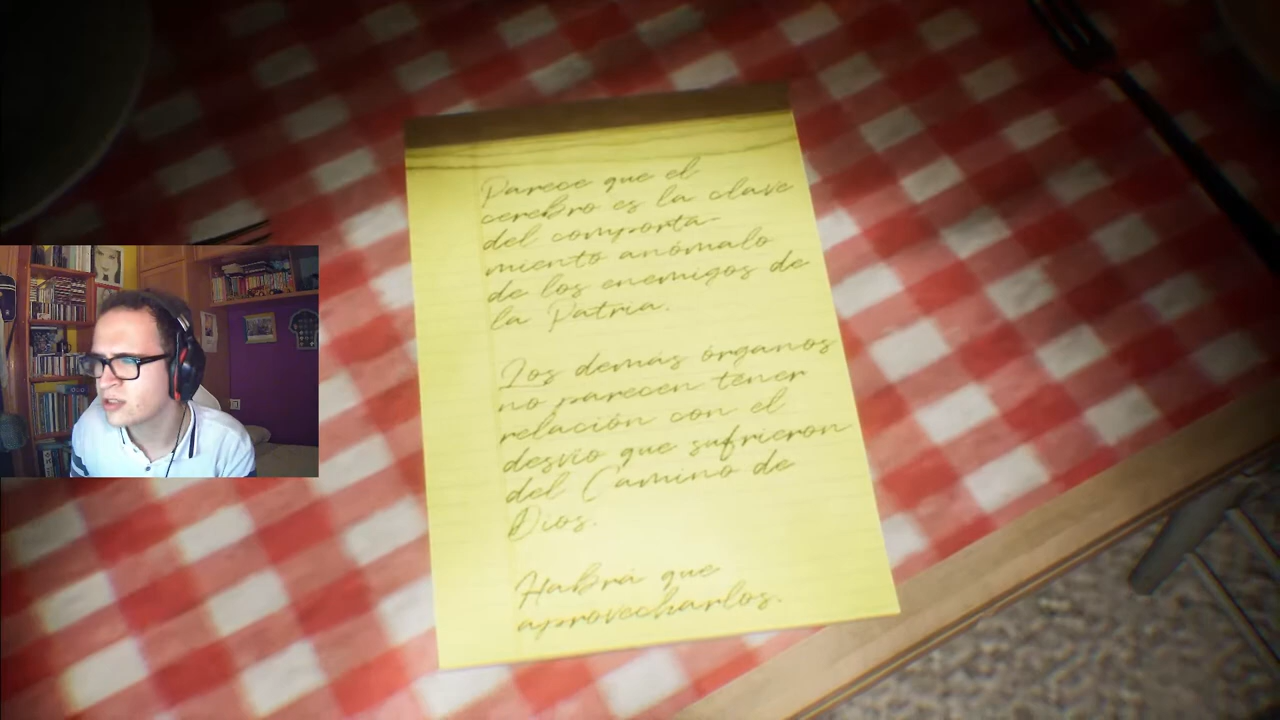 Parece que el
cerebro es la clave
del comporta-
miento anómalo
de los enemigos de
la Patria.
Los demás órganos
no parecen tener
relación con el
desvío que sufrieron
del Camino de
Dios.
Habrá que
aprovecharlos.